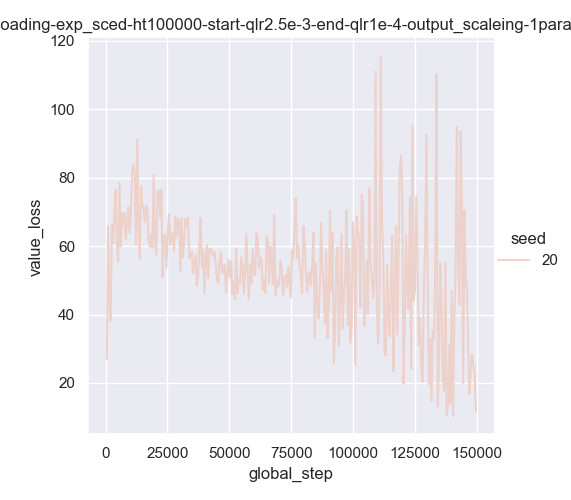 oading-exp_sced-ht100000-start-qlr2.5e-3-end-qlr1e-4-output_scaleing-1para
120
100
80
60
40
20
value_loss
0 25000 50000 75000 100000 125000 150000
global_step
seed
20